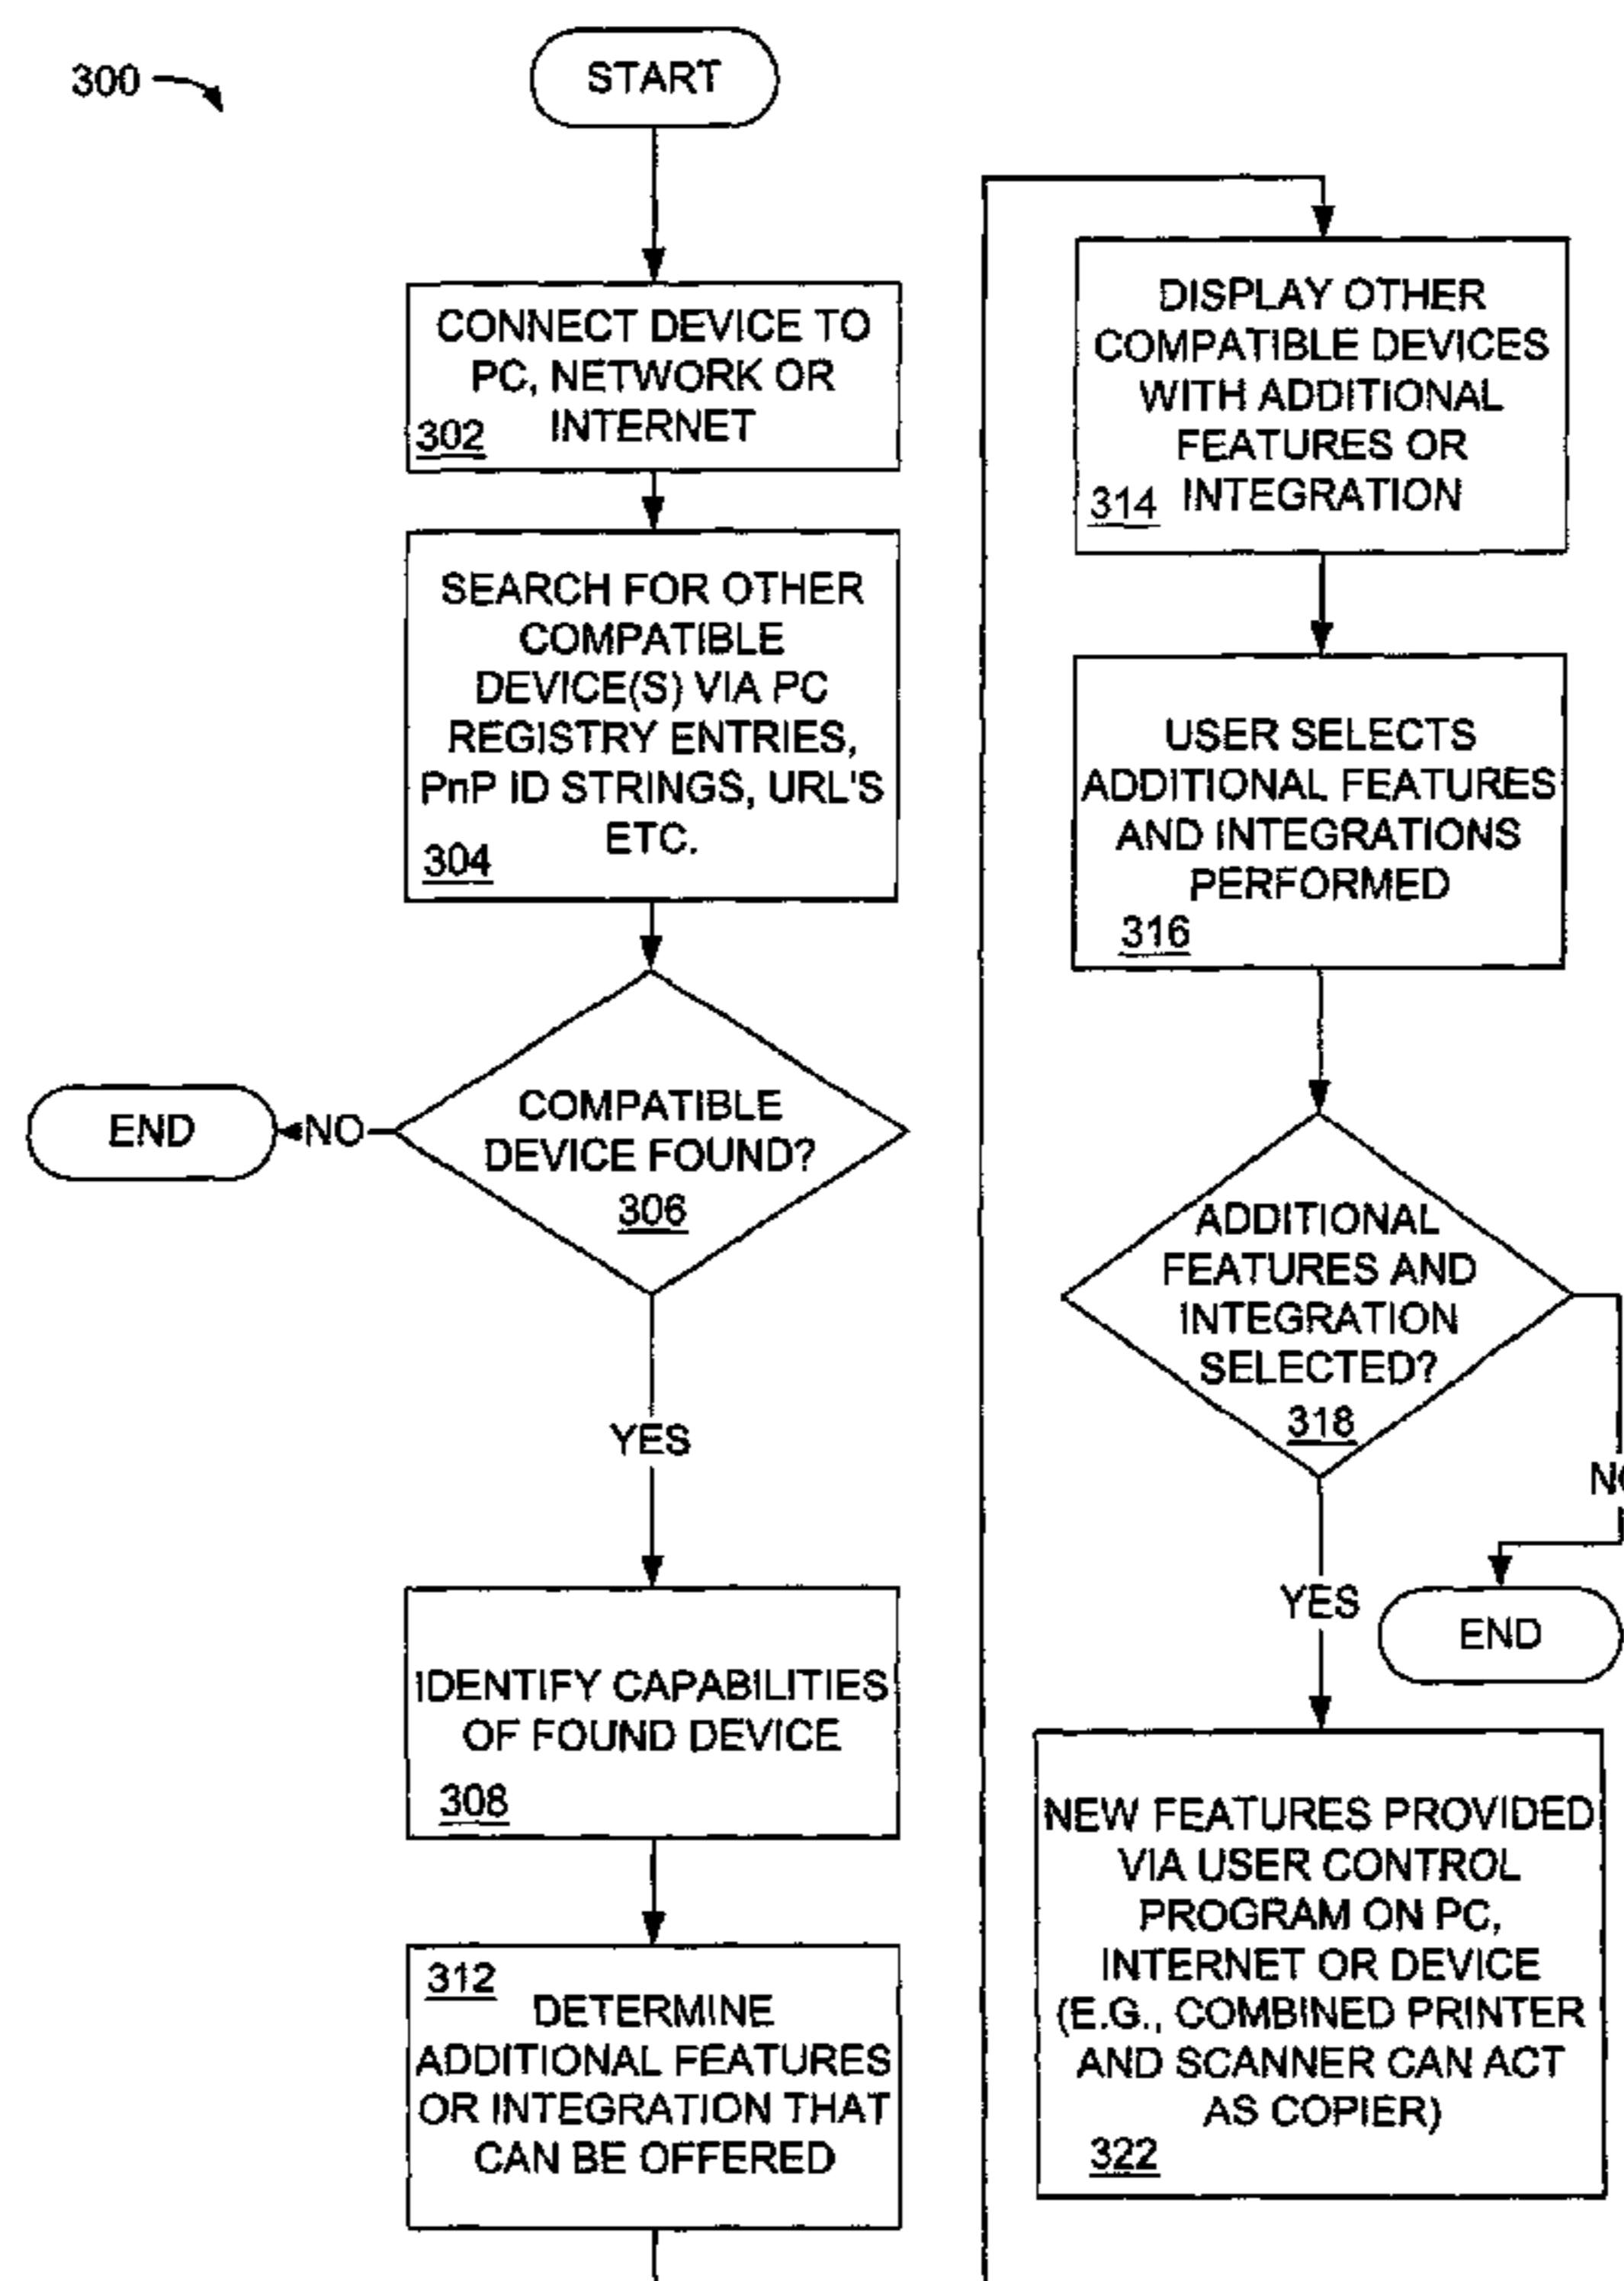 300
START
CONNECT DEVICE TO
PC, NETWORK OR
INTERNET
302
SEARCH FOR OTHER
COMPATIBLE
DEVICE(S) VIA PC
REGISTRY ENTRIES,
PnP ID STRINGS, URL'S
ETC.
304
COMPATIBLE
DEVICE FOUND?
306
NO
END
YES
IDENTIFY CAPABILITIES
OF FOUND DEVICE
308
312
DETERMINE
ADDITIONAL FEATURES
OR INTEGRATION THAT
CAN BE OFFERED
DISPLAY OTHER
COMPATIBLE DEVICES
WITH ADDITIONAL
FEATURES OR
INTEGRATION
314
USER SELECTS
ADDITIONAL FEATURES
AND INTEGRATIONS
PERFORMED
316
ADDITIONAL
FEATURES AND
INTEGRATION
SELECTED?
318
YES
END
NEW FEATURES PROVIDED
VIA USER CONTROL
PROGRAM ON PC,
INTERNET OR DEVICE
(E.G., COMBINED PRINTER
AND SCANNER CAN ACT
AS COPIER)
322